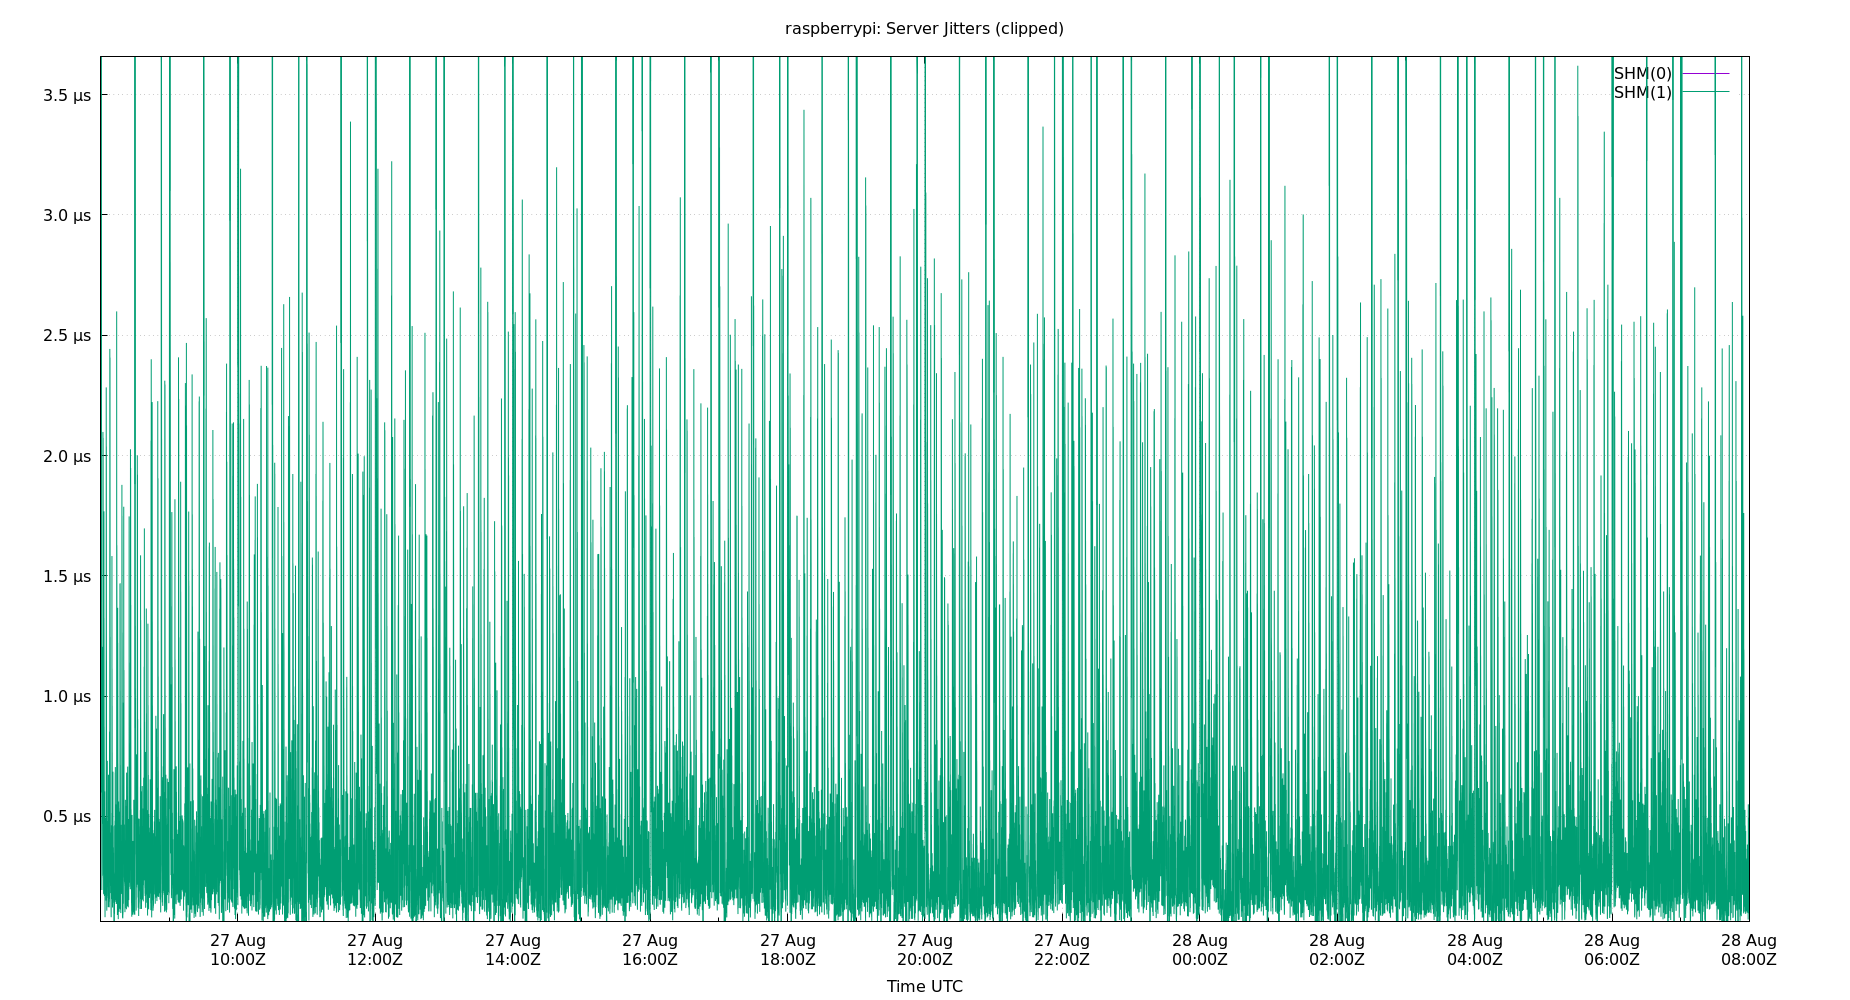 raspberrypi: Server Jitters (clipped)
SHM(0)
SHM(1)
3.5 μs
3.0 μs
2.5 μs
2.0 μs
1.5 μs
1.0 μs
0.5 μs
27 Aug 27 Aug 27 Aug 27 Aug 27 Aug 27 Aug 27 Aug 28 Aug 28 Aug 28 Aug 28 Aug 28 Aug
10:00Z 12:00Z 14:00Z 16:00Z 18:00Z 20:00Z 22:00Z 00:00Z 02:00Z 04:00Z 06:00Z 08:00Z
Time UTC